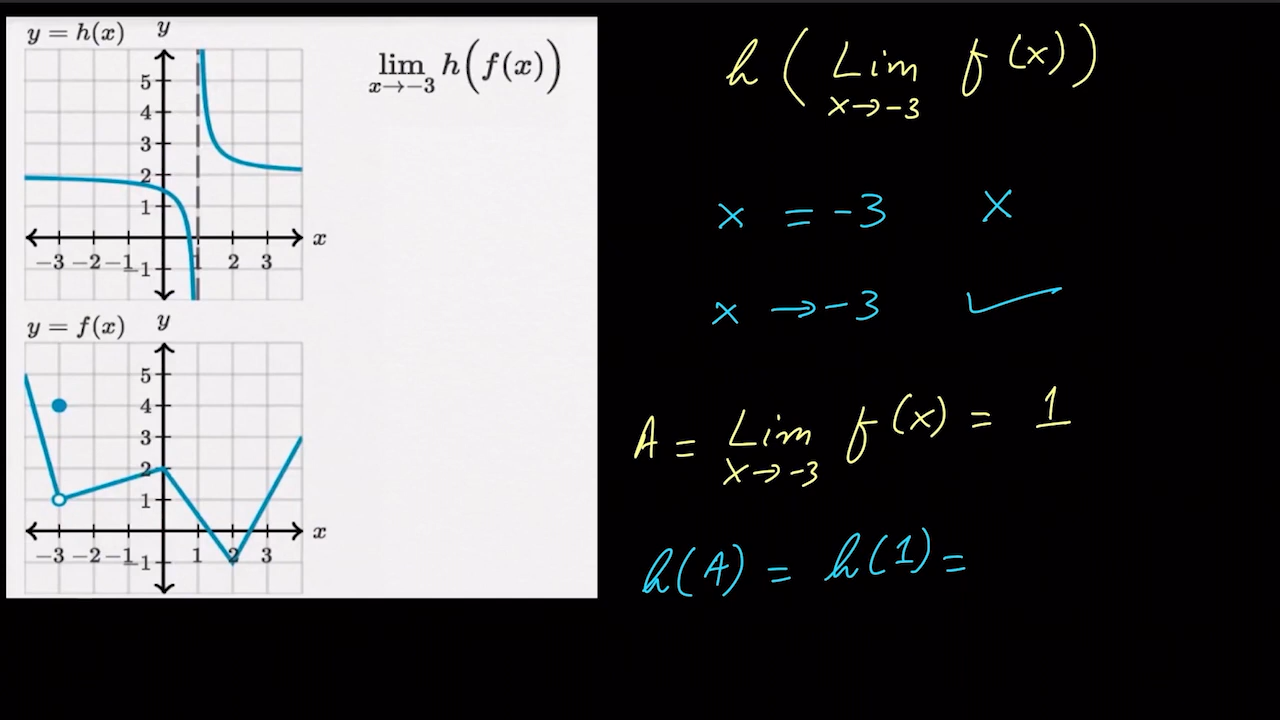 y = h(x) y
5
4
3
2
1
-3 -2 -1 1 2 3 x
-1
lim h(f(x))
x→-3
y = f(x) y
5
4
3
2
1
-3 -2 -1 1 2 3 x
-1
h ( Lim f(x))
x→-3
x = -3 X
x → -3 ✓
A = Lim f(x) = 1
x→-3
h(A) = h(1) =